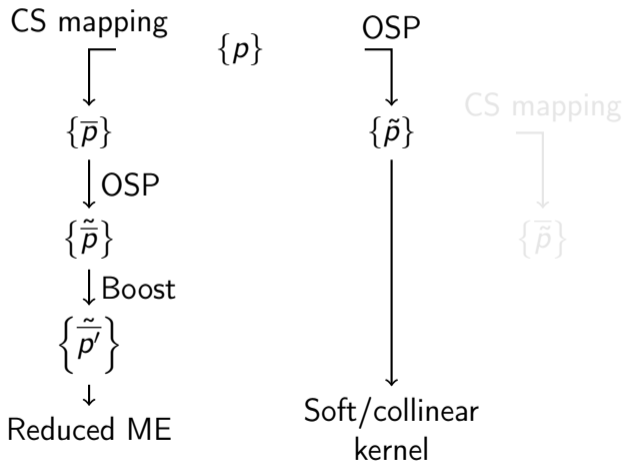 CS mapping
{p}
OSP
{p̅}
{p̃}
CS mapping
OSP
{p̅̃}
{p̃̅}
Boost
{p̅̃′}
Reduced ME
Soft/collinear
kernel